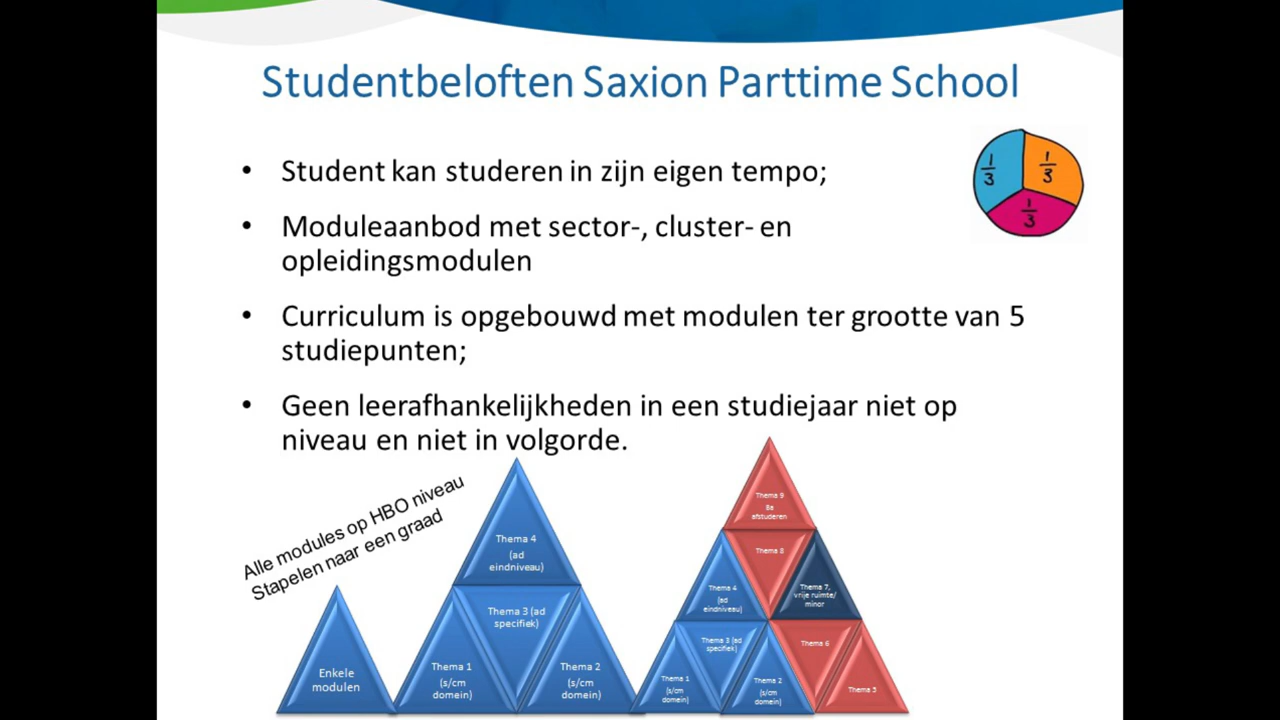 Studentbeloften Saxion Parttime School
• Student kan studeren in zijn eigen tempo;
• Moduleaanbod met sector-, cluster- en
opleidingsmodulen
• Curriculum is opgebouwd met modulen ter grootte van 5
studiepunten;
• Geen leerafhankelijkheden in een studiejaar niet op
niveau en niet in volgorde.
1/3
1/3
1/3
Alle modules op HBO niveau
Stapelen naar een graad
Enkele
modulen
Thema 4
(ad
eindniveau)
Thema 3 (ad
specifiek)
Thema 1
(s/cm
domein)
Thema 2
(s/cm
domein)
Thema 9
Ba
afstuderen
Thema 8
Thema 4
(ad
eindniveau)
Thema 7,
vrije ruimte/
minor
Thema 3 (ad
specifiek)
Thema 6
Thema 1
(s/cm
domein)
Thema 2
(s/cm
domein)
Thema 5